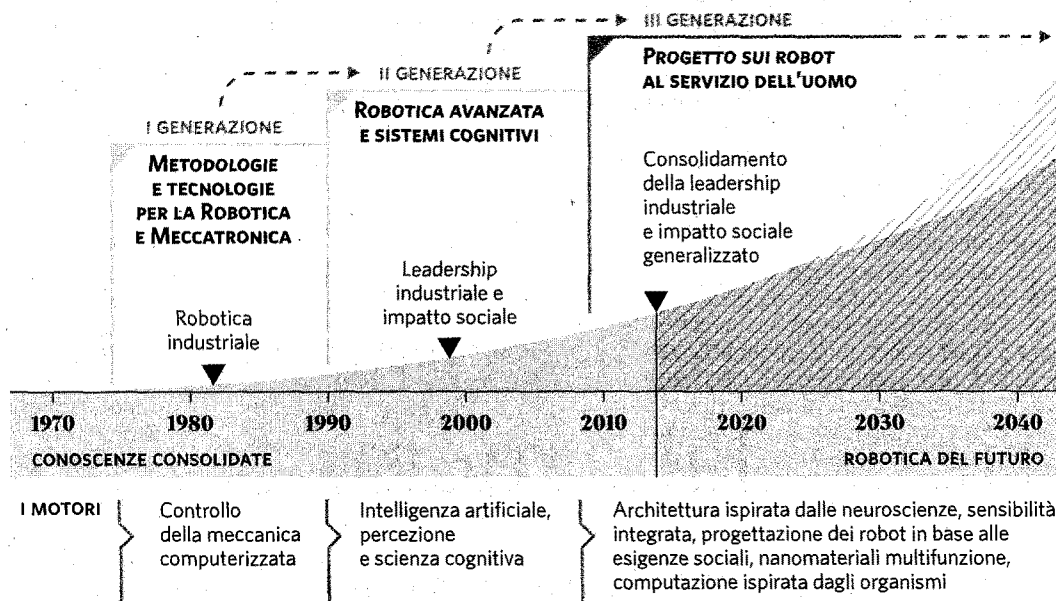 III GENERAZIONE
PROGETTO SUI ROBOT
AL SERVIZIO DELL'UOMO
II GENERAZIONE
ROBOTICA AVANZATA
E SISTEMI COGNITIVI
I GENERAZIONE
METODOLOGIE
E TECNOLOGIE
PER LA ROBOTICA
E MECCATRONICA
Robotica
industriale
Leadership
industriale e
impatto sociale
Consolidamento
della leadership
industriale
e impatto sociale
generalizzato
1970 1980 1990 2000 2010 2020 2030 2040
CONOSCENZE CONSOLIDATE
ROBOTICA DEL FUTURO
I MOTORI
Controllo
della meccanica
computerizzata
Intelligenza artificiale,
percezione
e scienza cognitiva
Architettura ispirata dalle neuroscienze, sensibilità
integrata, progettazione dei robot in base alle
esigenze sociali, nanomateriali multifunzione,
computazione ispirata dagli organismi